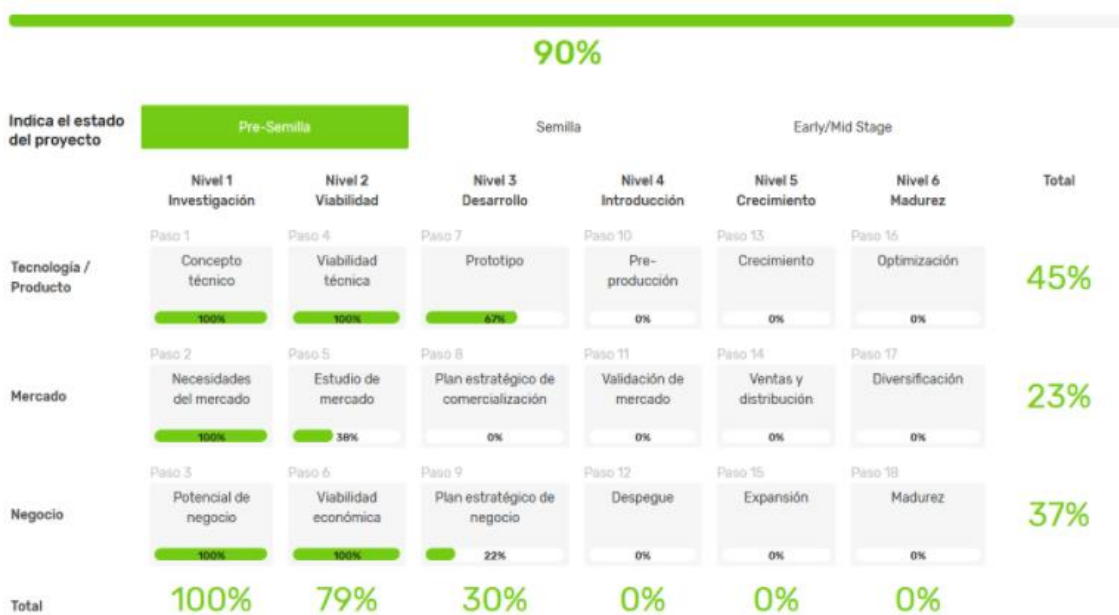 90%
Indica el estado
del proyecto
Pre-Semilla
Semilla
Early/Mid Stage
Nivel 1
Investigación
Nivel 2
Viabilidad
Nivel 3
Desarrollo
Nivel 4
Introducción
Nivel 5
Crecimiento
Nivel 6
Madurez
Total
Tecnología /
Producto
Paso 1
Concepto
técnico
100%
Paso 4
Viabilidad
técnica
100%
Paso 7
Prototipo
67%
Paso 10
Pre-
producción
0%
Paso 13
Crecimiento
0%
Paso 16
Optimización
0%
45%
Mercado
Paso 2
Necesidades
del mercado
100%
Paso 5
Estudio de
mercado
38%
Paso 8
Plan estratégico de
comercialización
0%
Paso 11
Validación de
mercado
0%
Paso 14
Ventas y
distribución
0%
Paso 17
Diversificación
0%
23%
Negocio
Paso 3
Potencial de
negocio
100%
Paso 6
Viabilidad
económica
100%
Paso 9
Plan estratégico de
negocio
22%
Paso 12
Despegue
0%
Paso 15
Expansión
0%
Paso 18
Madurez
0%
37%
Total
100%
79%
30%
0%
0%
0%